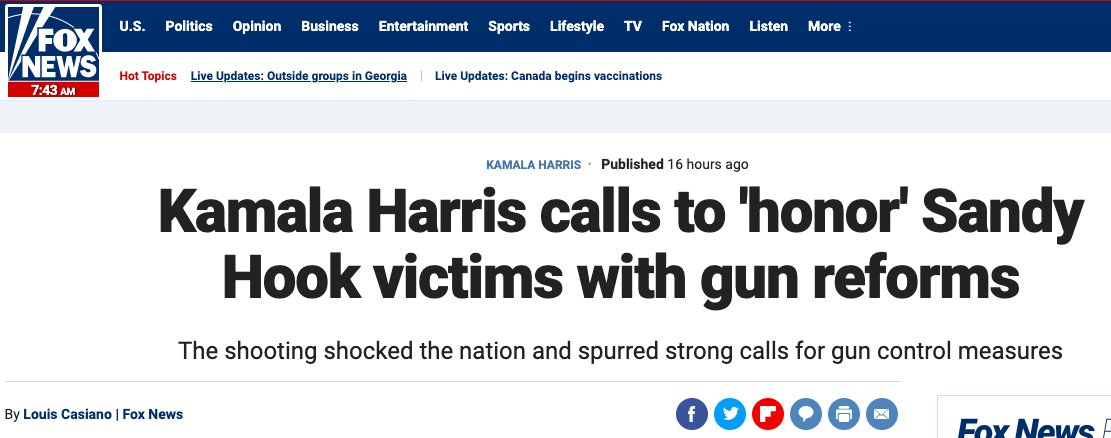 FOX
NEWS
7:43 AM
U.S. Politics Opinion Business Entertainment Sports Lifestyle TV Fox Nation Listen More
Hot Topics Live Updates: Outside groups in Georgia Live Updates: Canada begins vaccinations
KAMALA HARRIS · Published 16 hours ago
Kamala Harris calls to 'honor' Sandy
Hook victims with gun reforms
The shooting shocked the nation and spurred strong calls for gun control measures
By Louis Casiano | Fox News
Fox News